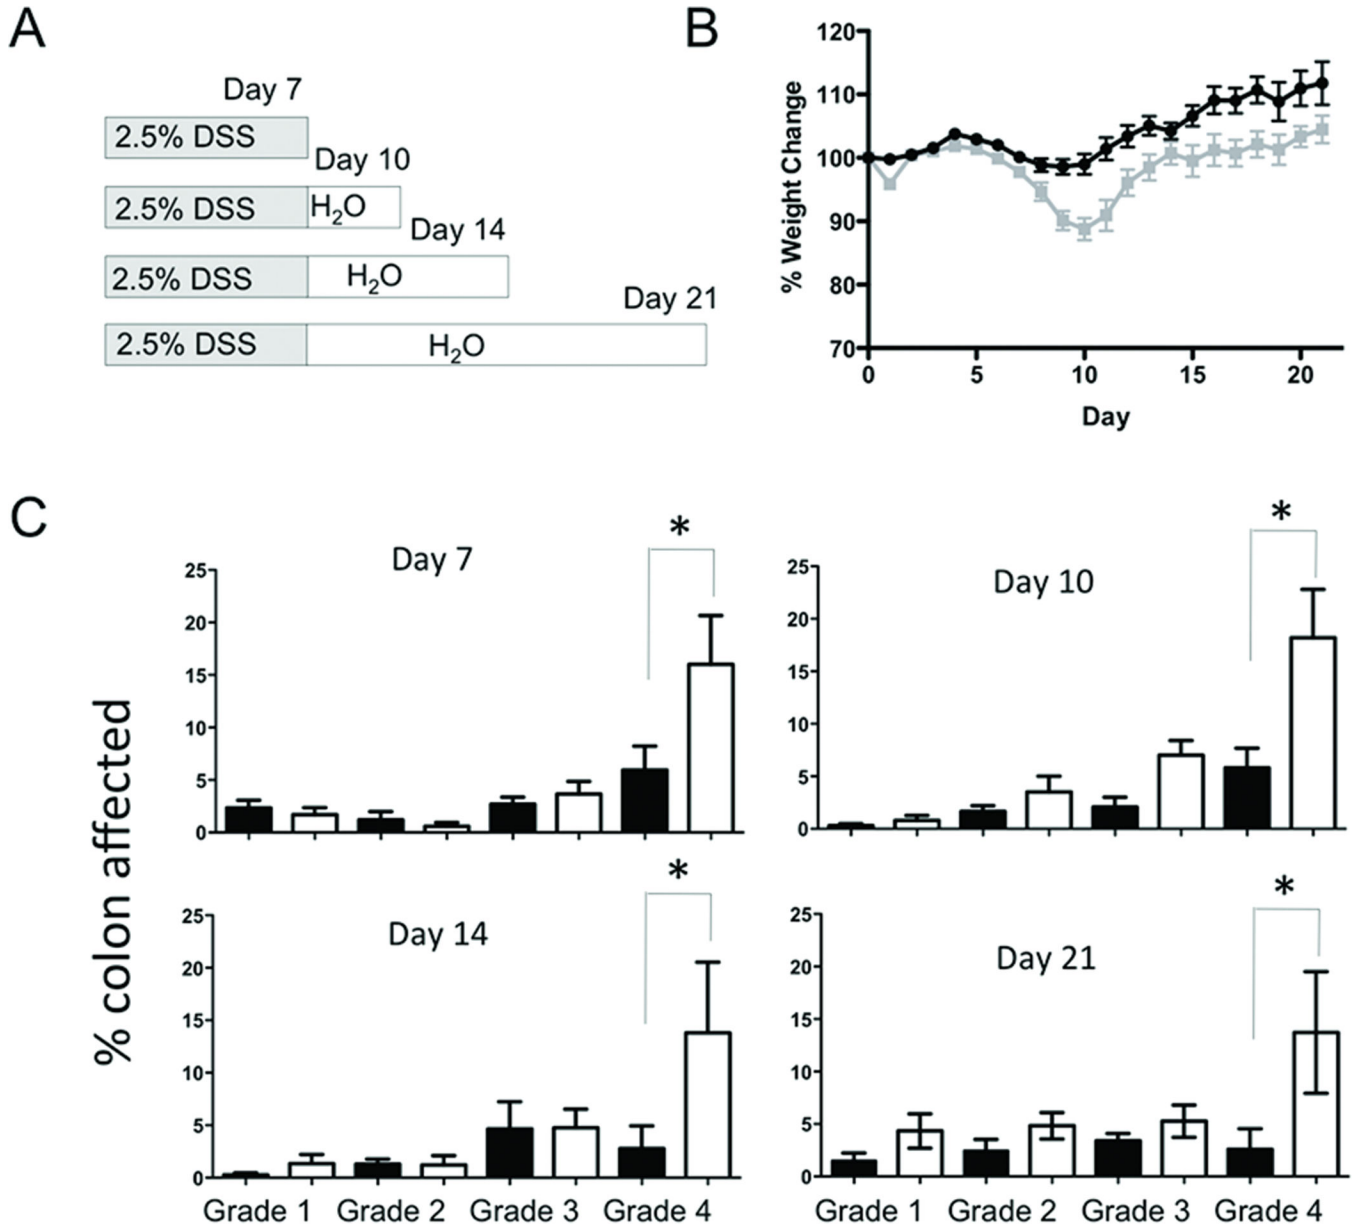 A
Day 7
2.5% DSS
Day 10
2.5% DSS H2O
Day 14
2.5% DSS H2O
Day 21
2.5% DSS H2O
B
120
110
100
90
80
70
% Weight Change
0 5 10 15 20
Day
C
% colon affected
*
Day 7
25
20
15
10
5
0
*
Day 10
25
20
15
10
5
0
*
Day 14
25
20
15
10
5
0
Grade 1 Grade 2 Grade 3 Grade 4
*
Day 21
25
20
15
10
5
0
Grade 1 Grade 2 Grade 3 Grade 4